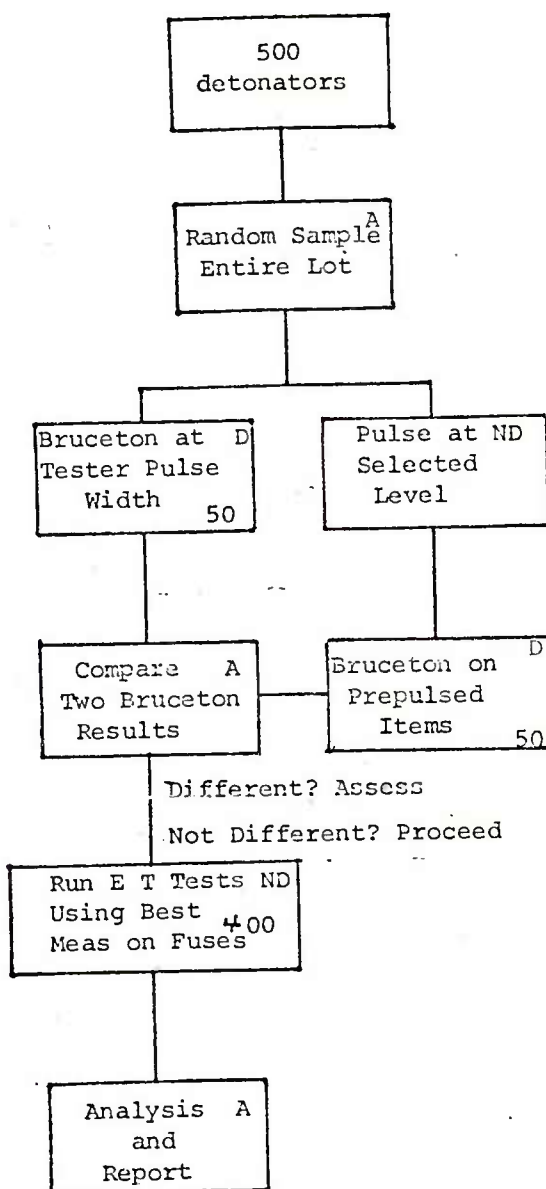 500
detonators
Random Sample A
Entire Lot
Bruceton at D
Tester Pulse
Width
50
Pulse at ND
Selected
Level
Compare A
Two Bruceton
Results
Bruceton on D
Prepulsed
Items
50
Different? Assess
Not Different? Proceed
Run E T Tests ND
Using Best
Meas on Fuses 400
Analysis A
and
Report